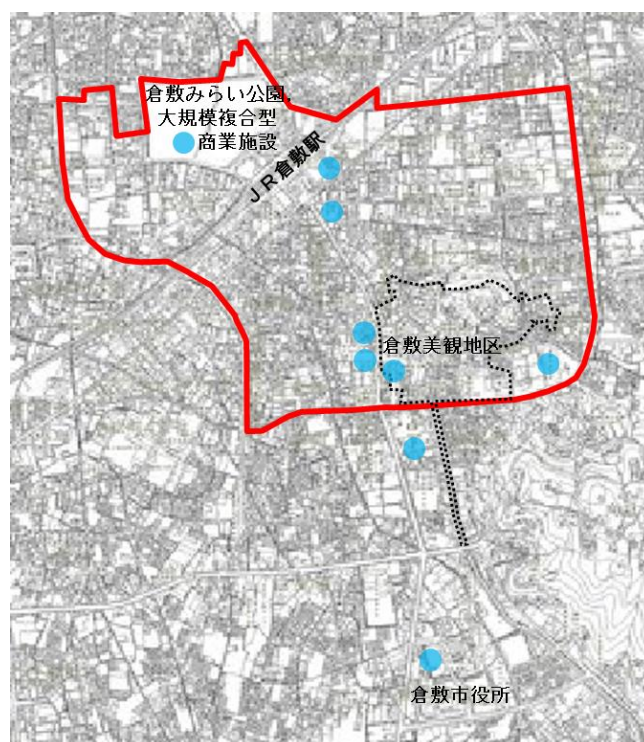 倉敷みらい公園,
大規模複合型
商業施設
JR倉敷駅
倉敷美観地区
倉敷市役所